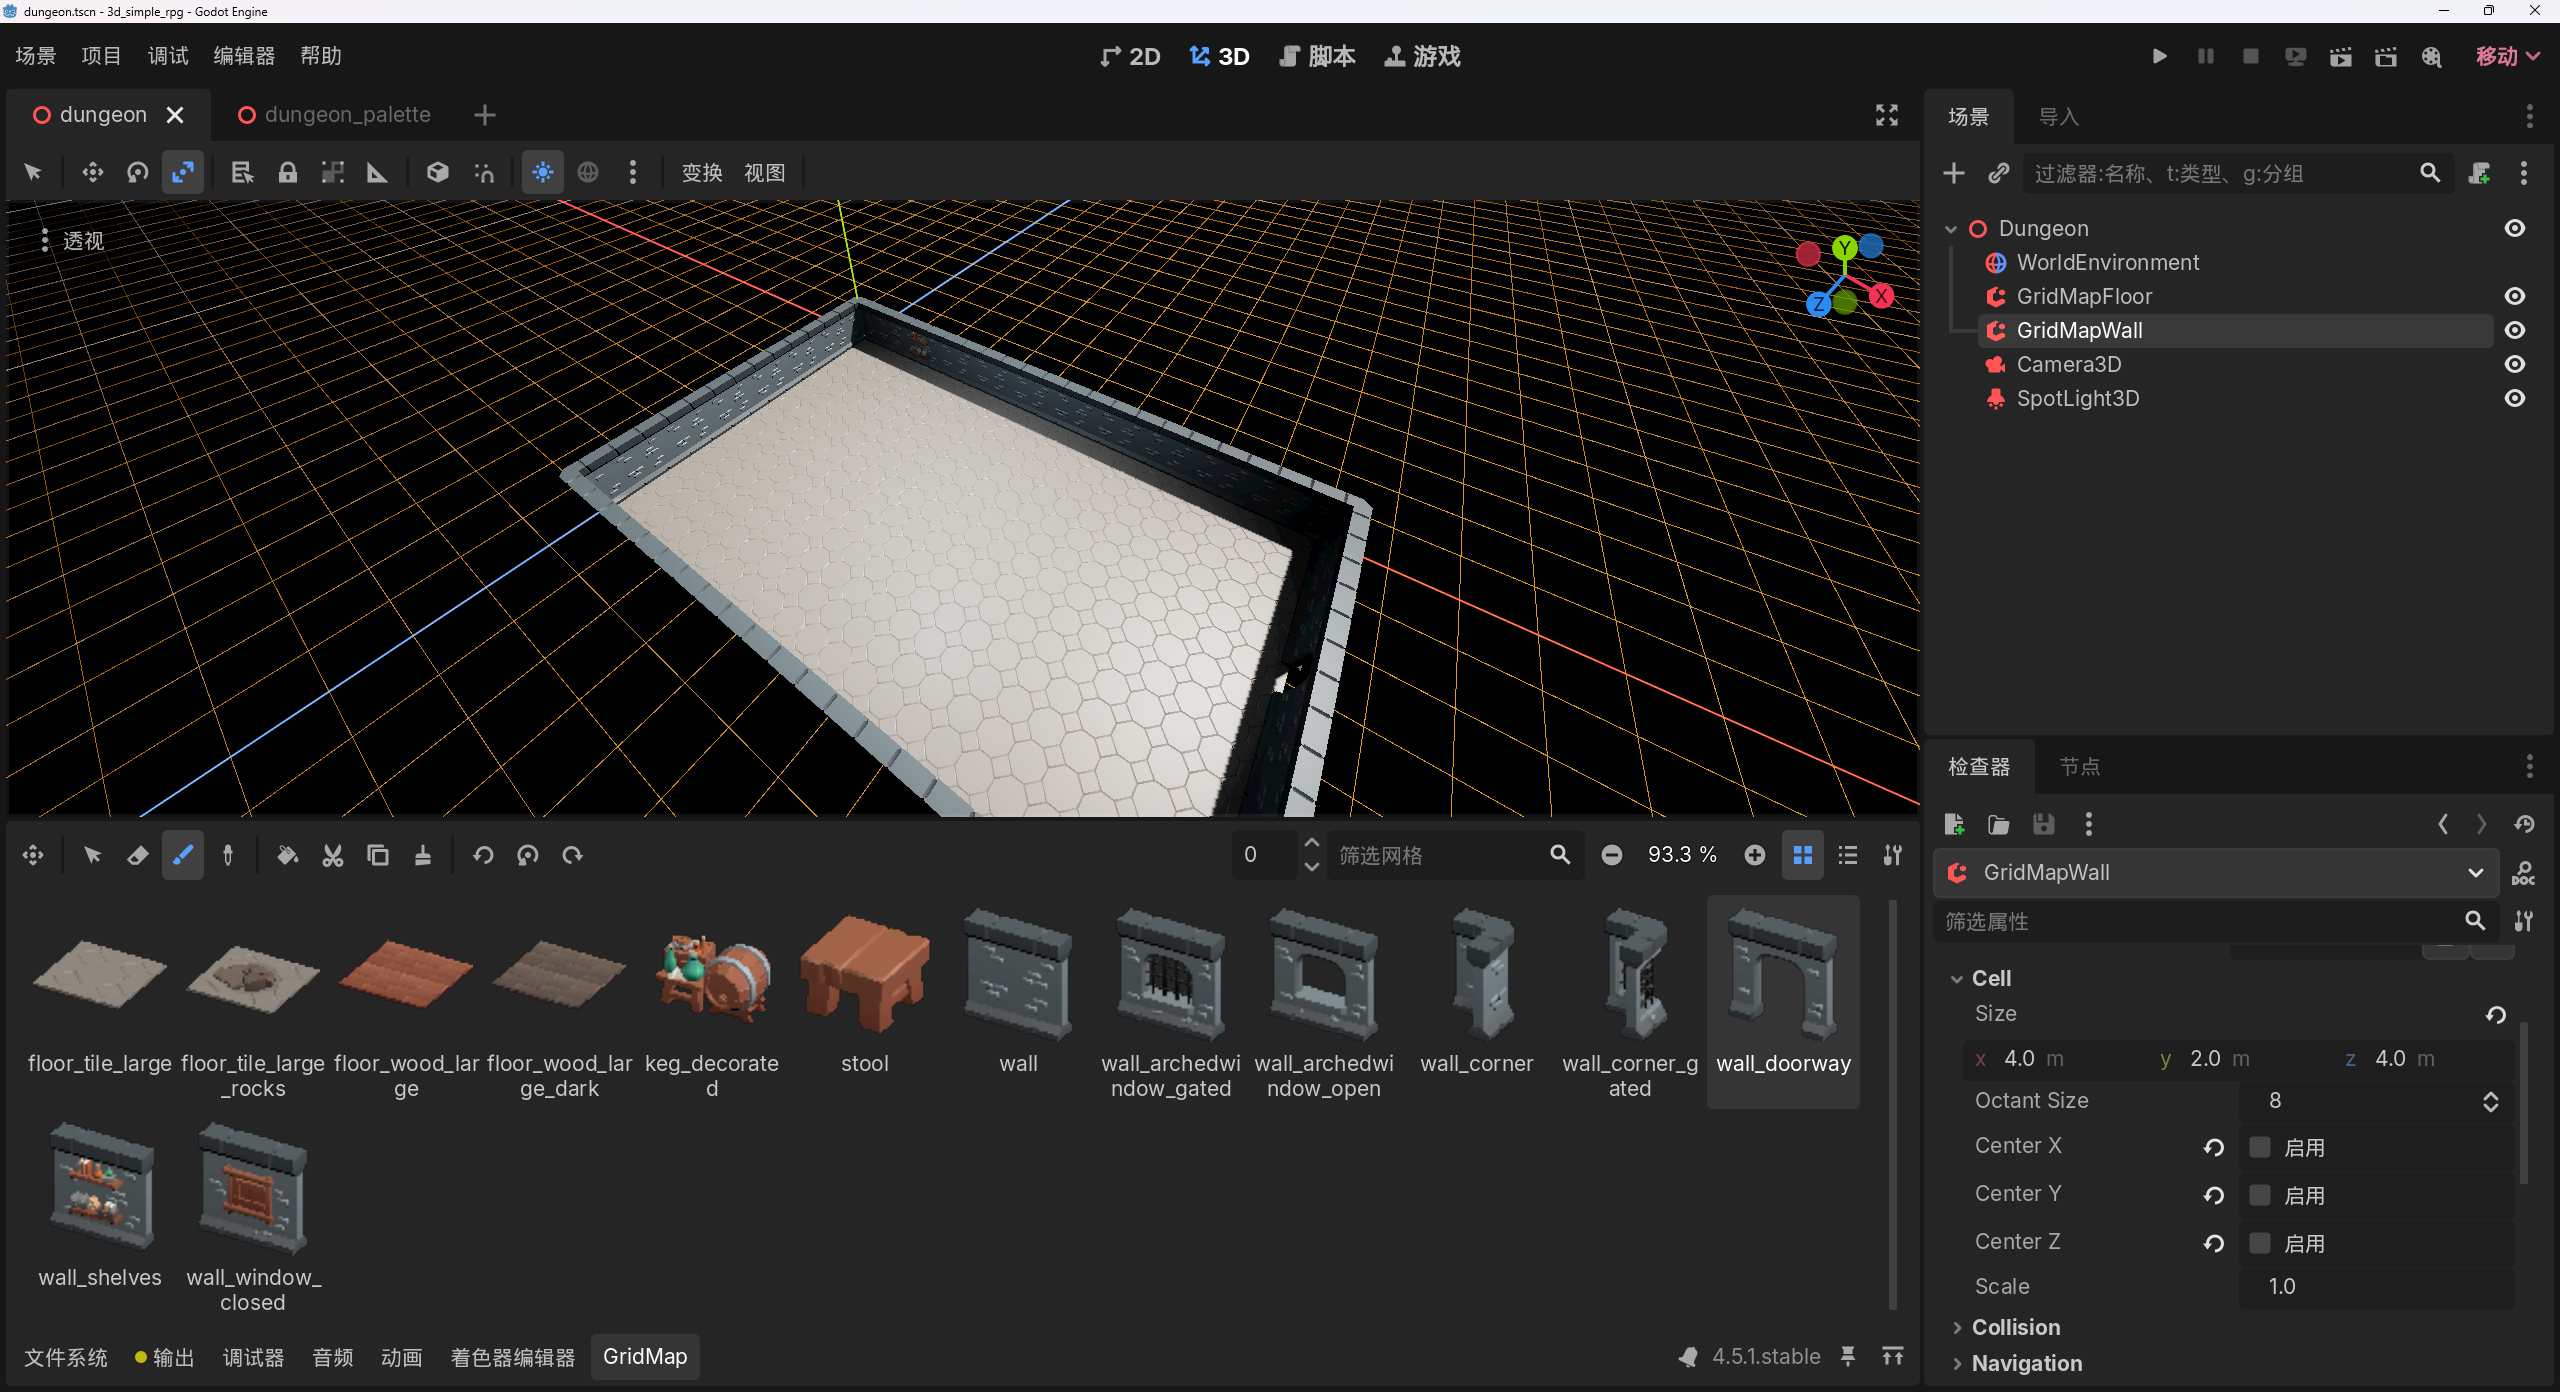 dungeon.tscn - 3d_simple_rpg - Godot Engine
场景 项目 调试 编辑器 帮助
2D 3D 脚本 游戏
移动
dungeon dungeon_palette
变换 视图
透视
Y
X
Z
0 筛选网格 93.3 %
floor_tile_large
floor_tile_large
_rocks
floor_wood_lar
ge
floor_wood_lar
ge_dark
keg_decorate
d
stool
wall
wall_archedwi
ndow_gated
wall_archedwi
ndow_open
wall_corner
wall_corner_g
ated
wall_doorway
wall_shelves
wall_window_
closed
文件系统 输出 调试器 音频 动画 着色器编辑器 GridMap
4.5.1.stable
场景 导入
过滤器:名称、t:类型、g:分组
Dungeon
WorldEnvironment
GridMapFloor
GridMapWall
Camera3D
SpotLight3D
检查器 节点
GridMapWall
DOC
筛选属性
Cell
Size
x 4.0 m y 2.0 m z 4.0 m
Octant Size 8
Center X 启用
Center Y 启用
Center Z 启用
Scale 1.0
Collision
Navigation